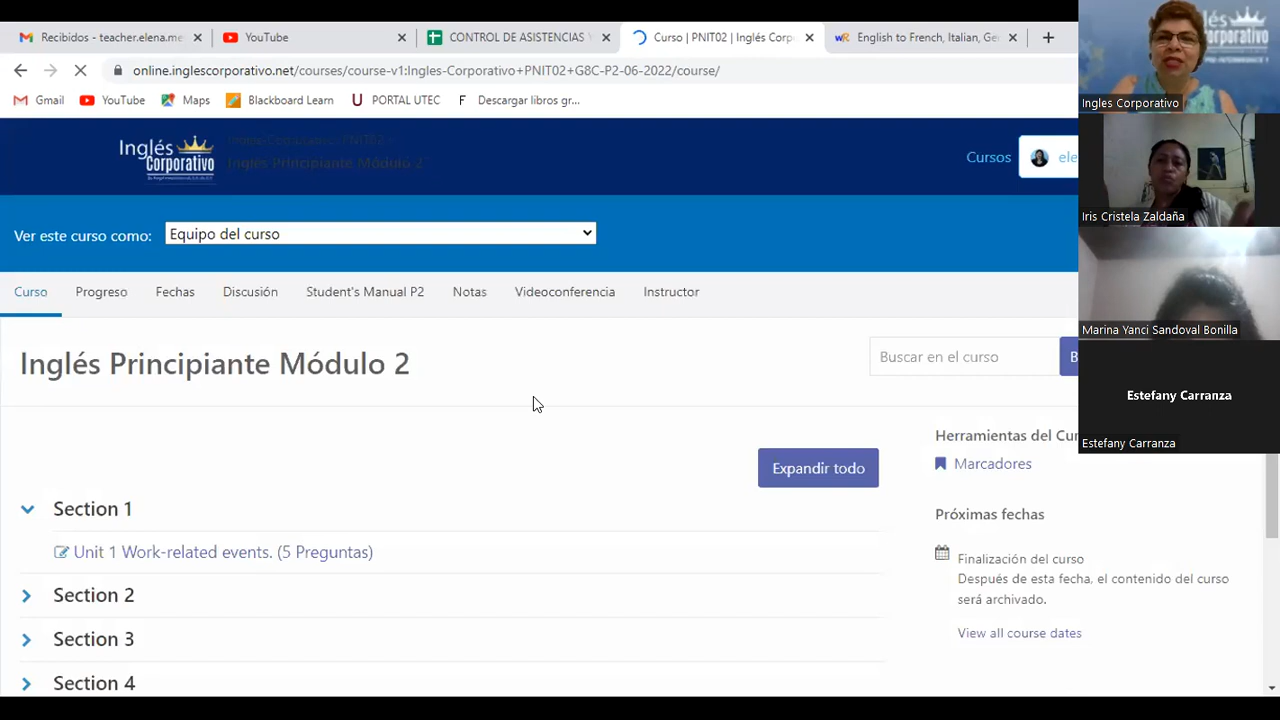 Recibidos - teacher.elena.me
YouTube
CONTROL DE ASISTENCIAS
Curso | PNIT02 | Inglés Corp
English to French, Italian, Ge
online.inglescorporativo.net/courses/course-v1:Ingles-Corporativo+PNIT02+G8C-P2-06-2022/course/
Gmail
YouTube
Maps
Blackboard Learn
PORTAL UTEC
Descargar libros gr...
Inglés Corporativo
Inglés Principiante Módulo 2
Cursos
ele
Ver este curso como:
Equipo del curso
Curso
Progreso
Fechas
Discusión
Student's Manual P2
Notas
Videoconferencia
Instructor
Inglés Principiante Módulo 2
Buscar en el curso
B
Herramientas del Cu
Marcadores
Expandir todo
Próximas fechas
Section 1
Unit 1 Work-related events. (5 Preguntas)
Finalización del curso
Después de esta fecha, el contenido del curso
será archivado.
Section 2
View all course dates
Section 3
Section 4
Ingles Corporativo
Iris Cristela Zaldaña
Marina Yanci Sandoval Bonilla
Estefany Carranza
Estefany Carranza